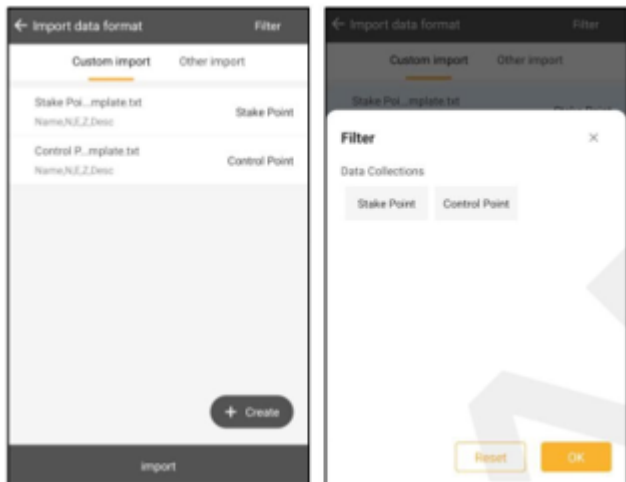 ← Import data format Filter
Custom import Other import
Stake Poi...mplate.txt Stake Point
Name,N,E,Z,Desc
Control P...mplate.txt Control Point
Name,N,E,Z,Desc
+ Create
import
← Import data format Filter
Custom import Other import
Stake Poi...mplate.txt Stake Point
Filter ×
Data Collections
Stake Point Control Point
Reset OK